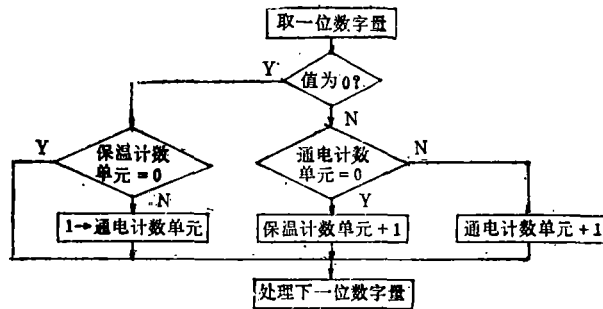 取一位数字量
Y
值为0?
N
Y
保温计数
单元=0
通电计数
单元=0
N
N
Y
1→通电计数单元
保温计数单元+1
通电计数单元+1
处理下一位数字量